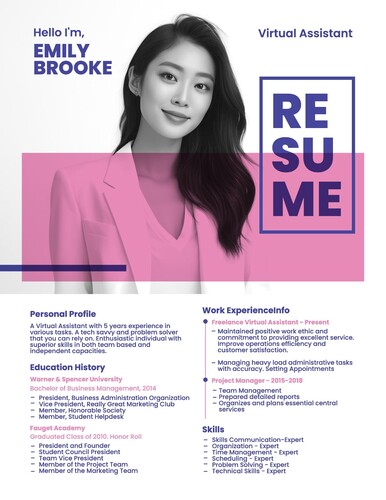 Hello I'm,
EMILY
BROOKE
Virtual Assistant
RE
SU
ME
Personal Profile
A Virtual Assistant with 5 years experience in
various tasks. A tech savvy and proffesional
that you can rely on. Enthusiastic individual with
superior skills in both team based and
independent capacities.
Education History
Warner & Spencer University
Bachelor of Business Management, 2014
– President, Business Administration Organization
– Vice President, Really Great Marketing Club
– Member, Honorable Society
– Member, Student Helpdesk
Fauget Academy
Graduated Class of 2010. Honor Roll
– President and Founder
– Student Council President
– Team Vice President
– Member of the Project Team
– Member of the Marketing Team
Work ExperienceInfo
Freelance Virtual Assistant - Present
– Maintained positive work ethic and
commitment to providing excellent service.
Improve operations efficiency and
customer satisfaction.
– Managing heavy load administrative tasks
with accuracy. Setting Appointments
Project Manager - 2015-2018
– Team Management
– Prepared detailed reports
– Organizes and plans essential central
services
Skills
– Skills Communication-Expert
– Organization - Expert
– Time Management - Expert
– Scheduling - Expert
– Problem Solving - Expert
– Technical Skills - Expert